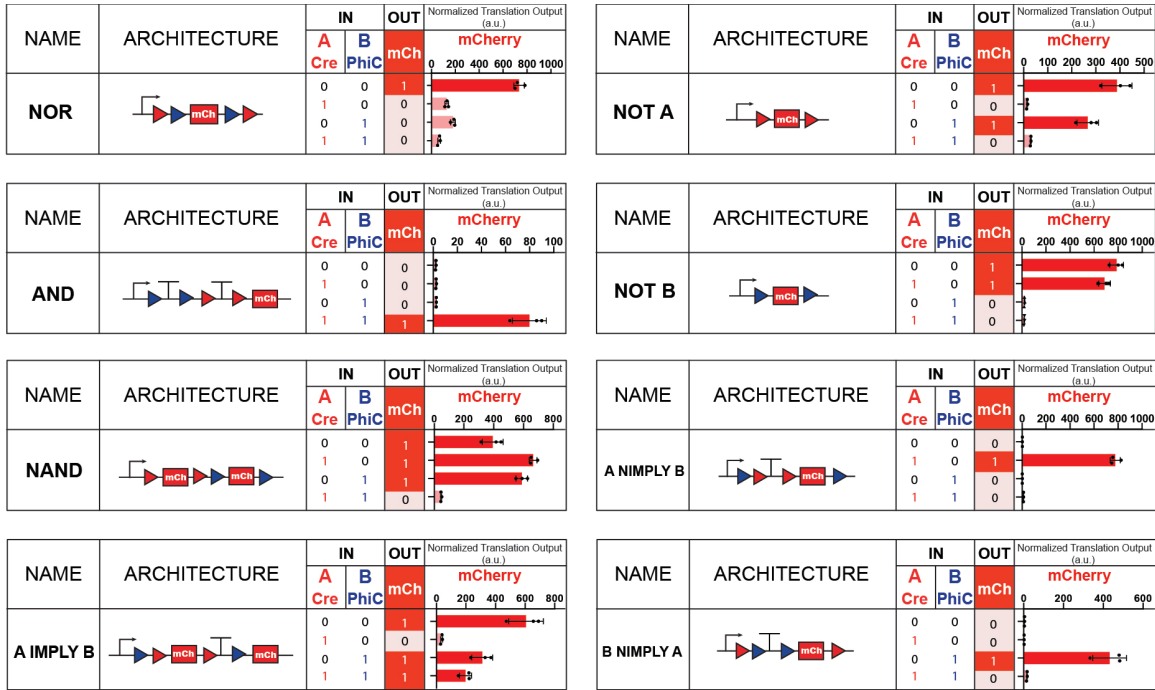 NAME ARCHITECTURE IN OUT Normalized Translation Output
(a.u.)
A B mCh mCherry
Cre PhiC 0 200 400 600 800 1000
NOR mCh 0 0 1
1 0 0
0 1 0
1 1 0
NAME ARCHITECTURE IN OUT Normalized Translation Output
(a.u.)
A B mCh mCherry
Cre PhiC 0 100 200 300 400 500
NOT A mCh 0 0 1
1 0 0
0 1 1
1 1 0
NAME ARCHITECTURE IN OUT Normalized Translation Output
(a.u.)
A B mCh mCherry
Cre PhiC 0 20 40 60 80 100
AND mCh 0 0 0
1 0 0
0 1 0
1 1 1
NAME ARCHITECTURE IN OUT Normalized Translation Output
(a.u.)
A B mCh mCherry
Cre PhiC 0 200 400 600 800 1000
NOT B mCh 0 0 1
1 0 1
0 1 0
1 1 0
NAME ARCHITECTURE IN OUT Normalized Translation Output
(a.u.)
A B mCh mCherry
Cre PhiC 0 200 400 600 800
NAND mCh mCh 0 0 1
1 0 1
0 1 1
1 1 0
NAME ARCHITECTURE IN OUT Normalized Translation Output
(a.u.)
A B mCh mCherry
Cre PhiC 0 200 400 600 800 1000
A NIMPLY B mCh 0 0 0
1 0 1
0 1 0
1 1 0
NAME ARCHITECTURE IN OUT Normalized Translation Output
(a.u.)
A B mCh mCherry
Cre PhiC 0 200 400 600 800
A IMPLY B mCh mCh 0 0 1
1 0 0
0 1 1
1 1 1
NAME ARCHITECTURE IN OUT Normalized Translation Output
(a.u.)
A B mCh mCherry
Cre PhiC 0 200 400 600
B NIMPLY A mCh 0 0 0
1 0 0
0 1 1
1 1 0